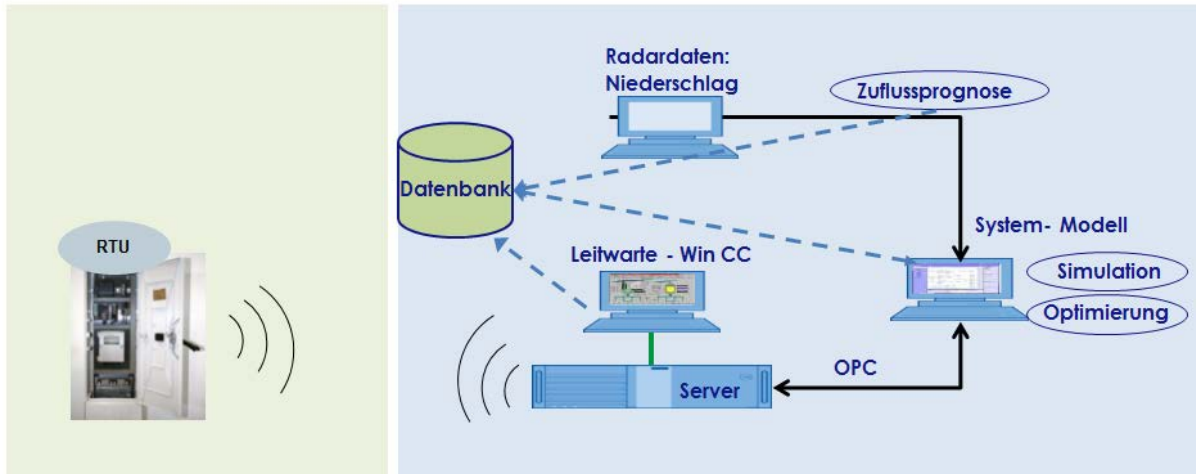 Radardaten:
Niederschlag
Zuflussprognose
Datenbank
RTU
System- Modell
Leitwarte - Win CC
Simulation
Optimierung
OPC
Server